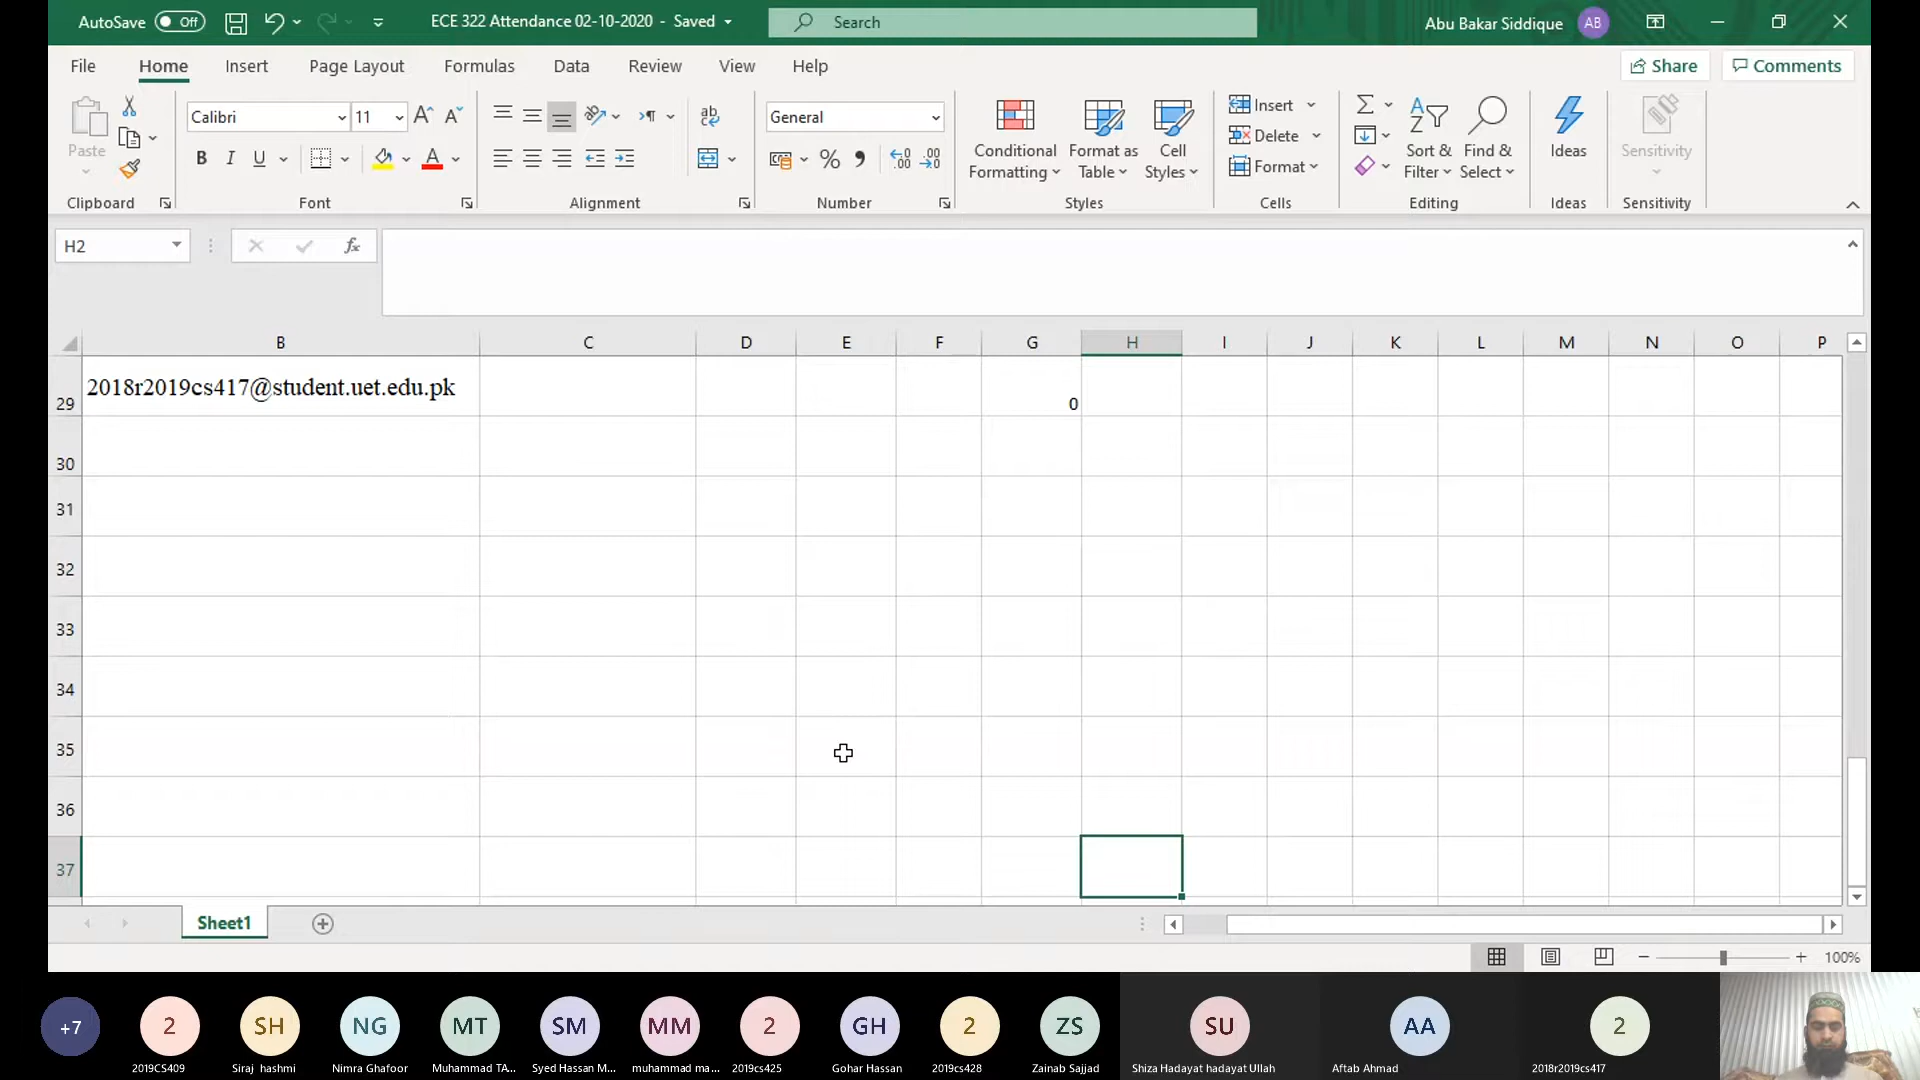 AutoSave Off ECE 322 Attendance 02-10-2020 - Saved Search Abu Bakar Siddique AB
File Home Insert Page Layout Formulas Data Review View Help Share Comments
Paste
Clipboard
Calibri 11
B I U A
Font
ab c
Alignment
General
% , .00
Number
Conditional Formatting
Format as Table
Cell Styles
Styles
Insert
Delete
Format
Cells
Sort & Filter
Find & Select
Editing
Ideas
Ideas
Sensitivity
Sensitivity
H2 fx
B C D E F G H I J K L M N O P
29 2018r2019cs417@student.uet.edu.pk 0
30
31
32
33
34
35
36
37
Sheet1
100%
+7 2 SH NG MT SM MM 2 GH 2 ZS SU AA 2
2019CS409 Siraj hashmi Nimra Ghafoor Muhammad TA... Syed Hassan M... muhammad ma... 2019cs425 Gohar Hassan 2019cs428 Zainab Sajjad Shiza Hadayat hadayat Ullah Aftab Ahmad 2018r2019cs417